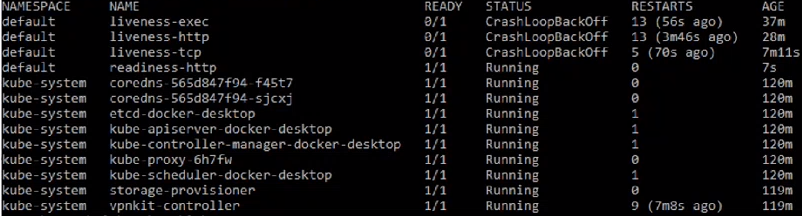 NAMESPACE NAME READY STATUS RESTARTS AGE
default liveness-exec 0/1 CrashLoopBackOff 13 (56s ago) 37m
default liveness-http 0/1 CrashLoopBackOff 13 (3m46s ago) 28m
default liveness-tcp 0/1 CrashLoopBackOff 5 (70s ago) 7m11s
default readiness-http 1/1 Running 0 7s
kube-system coredns-565d847f94-f45t7 1/1 Running 0 120m
kube-system coredns-565d847f94-sjcxj 1/1 Running 0 120m
kube-system etcd-docker-desktop 1/1 Running 1 120m
kube-system kube-apiserver-docker-desktop 1/1 Running 1 120m
kube-system kube-controller-manager-docker-desktop 1/1 Running 1 120m
kube-system kube-proxy-6h7fw 1/1 Running 0 120m
kube-system kube-scheduler-docker-desktop 1/1 Running 1 120m
kube-system storage-provisioner 1/1 Running 0 119m
kube-system vpnkit-controller 1/1 Running 9 (7m8s ago) 119m